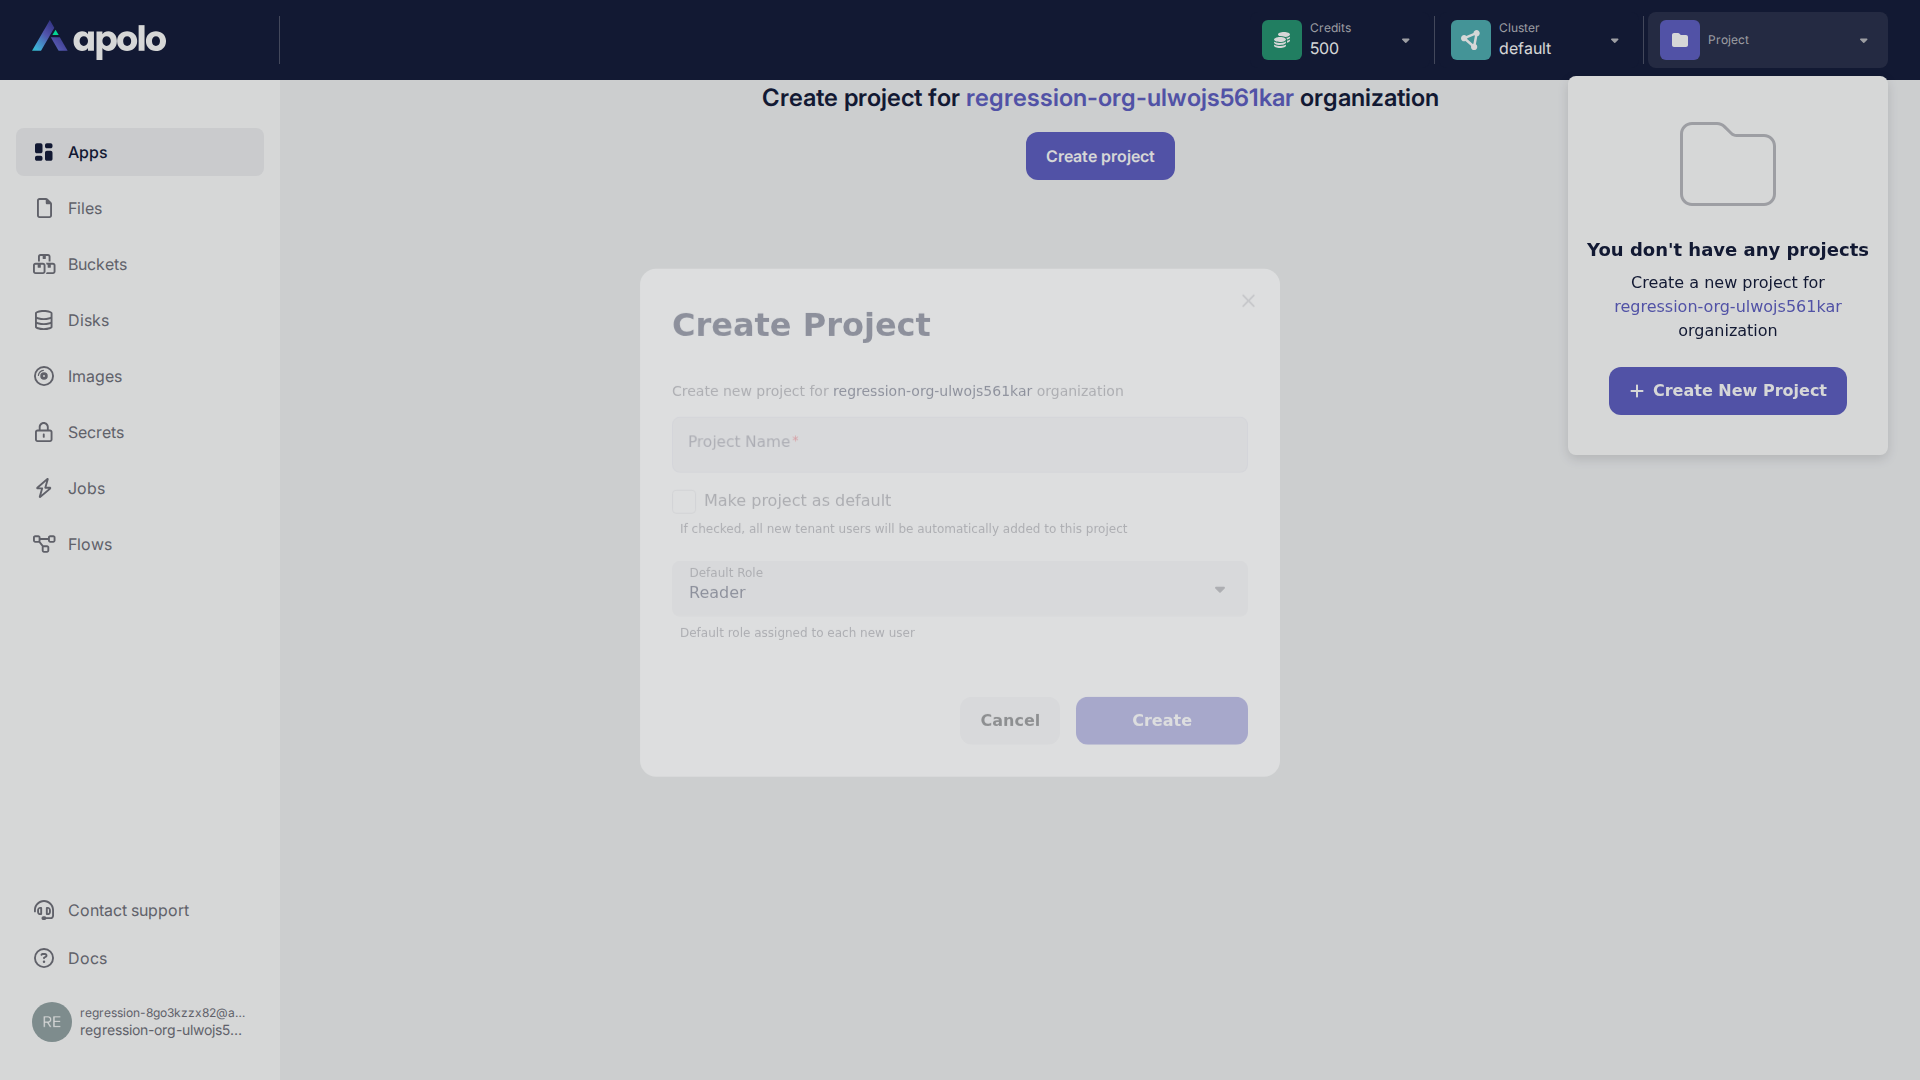 apolo
Credits
500
Cluster
default
Project
Create project for regression-org-ulwojs561kar organization
Create project
Apps
Files
Buckets
Disks
Images
Secrets
Jobs
Flows
You don't have any projects
Create a new project for
regression-org-ulwojs561kar
organization
+ Create New Project
Create Project
Create new project for regression-org-ulwojs561kar organization
Project Name*
Make project as default
If checked, all new tenant users will be automatically added to this project
Default Role
Reader
Default role assigned to each new user
Cancel
Create
Contact support
Docs
RE
regression-8go3kzzx82@a...
regression-org-ulwojs5...